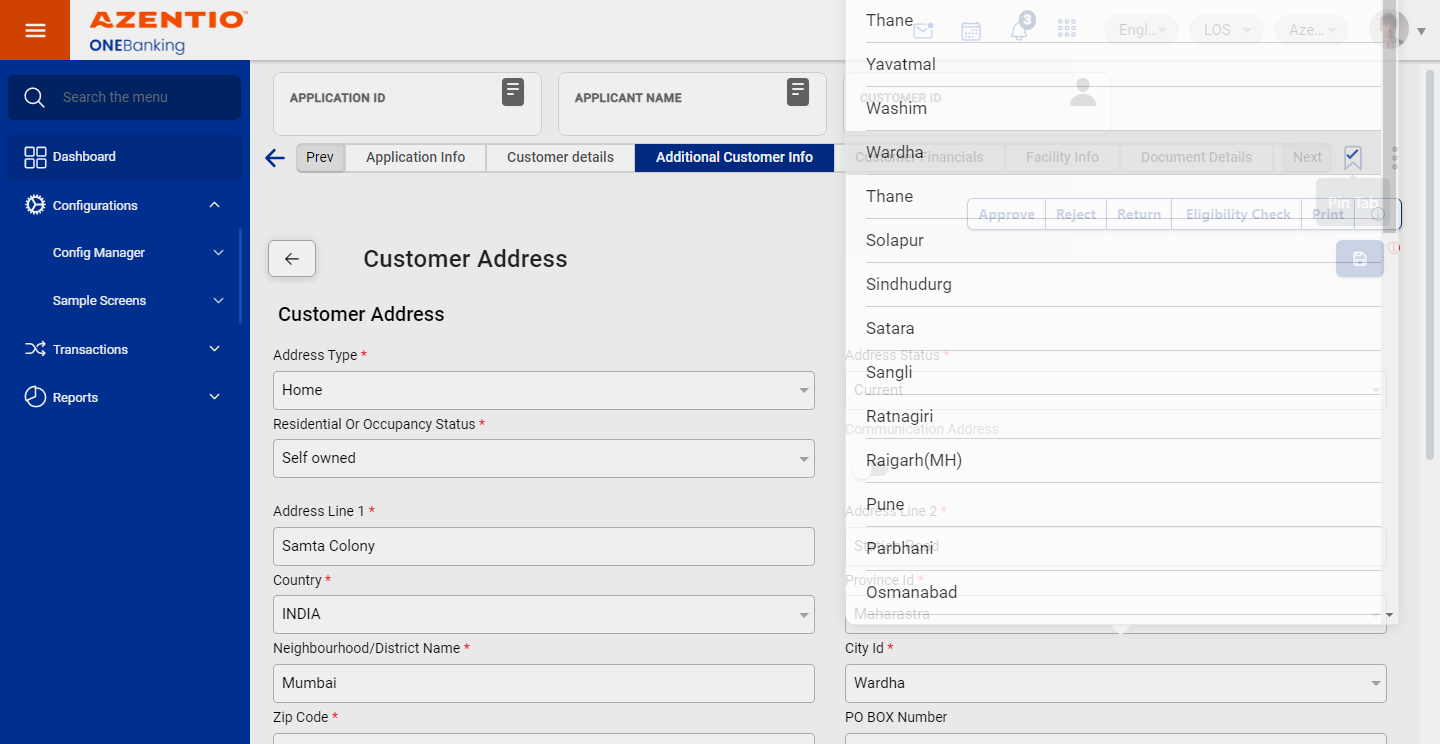 AZENTIO™
ONEBanking
Search the menu
Dashboard
Configurations
Config Manager
Sample Screens
Transactions
Reports
3
Engl...
LOS
Aze...
APPLICATION ID
APPLICANT NAME
CUSTOMER ID
Prev
Application Info
Customer details
Additional Customer Info
Customer Financials
Facility Info
Document Details
Next
Pin Tab
Approve
Reject
Return
Eligibility Check
Print
Customer Address
Customer Address
Address Type *
Home
Address Status *
Current
Residential Or Occupancy Status *
Self owned
Communication Address
Address Line 1 *
Samta Colony
Address Line 2 *
Station Road
Country *
INDIA
Province Id *
Maharastra
Neighbourhood/District Name *
Mumbai
City Id *
Wardha
Zip Code *
PO BOX Number
Thane
Yavatmal
Washim
Wardha
Thane
Solapur
Sindhudurg
Satara
Sangli
Ratnagiri
Raigarh(MH)
Pune
Parbhani
Osmanabad